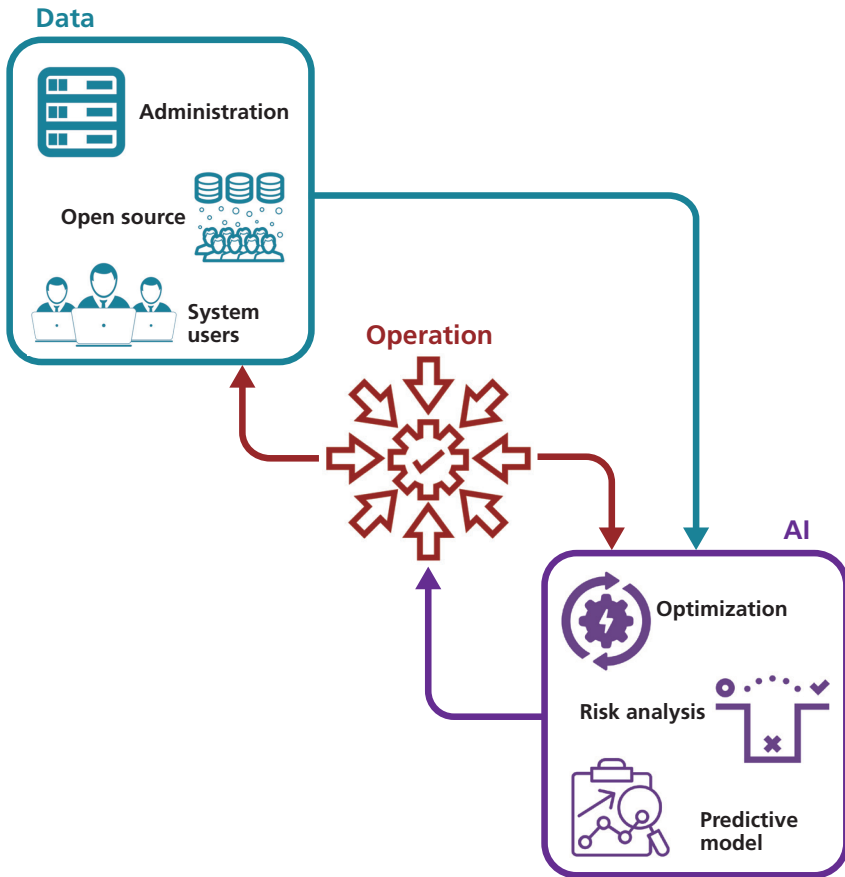 Data
Administration
Open source
System
users
Operation
AI
Optimization
Risk analysis
Predictive
model